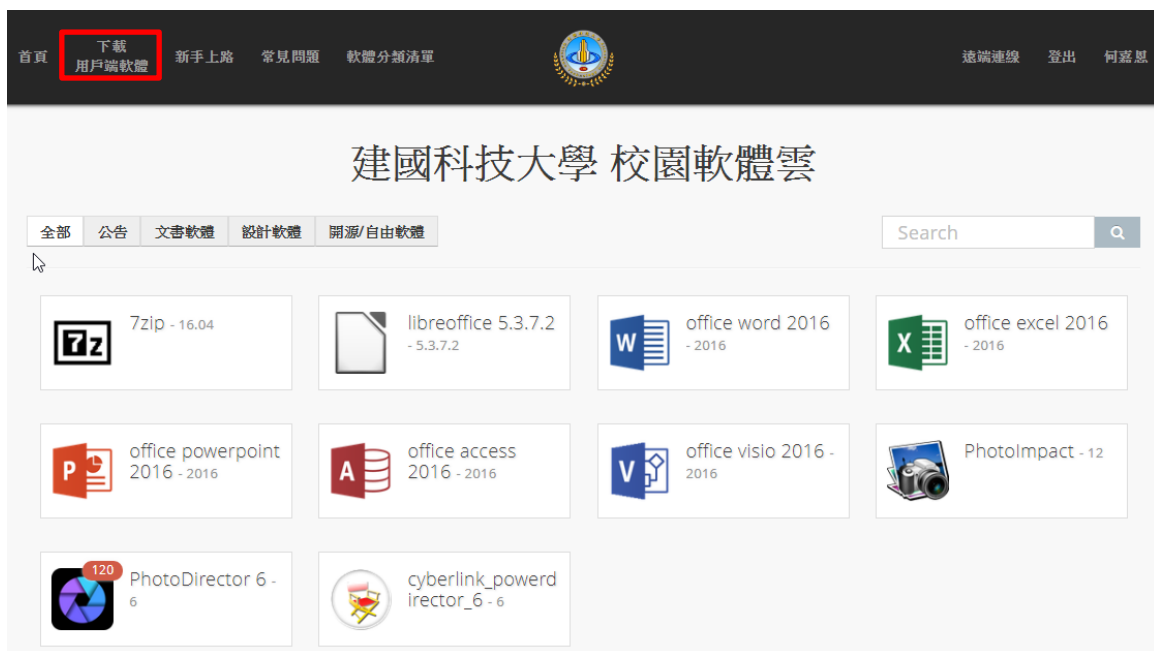 首頁
下載
用戶端軟體
新手上路
常見問題
軟體分類清單
遠端連線
登出
何嘉恩
建國科技大學 校園軟體雲
全部
公告
文書軟體
設計軟體
開源/自由軟體
Search
7z
7zip - 16.04
libreoffice 5.3.7.2
- 5.3.7.2
W
office word 2016
- 2016
X
office excel 2016
- 2016
P
office powerpoint
2016 - 2016
A
office access
2016 - 2016
V
office visio 2016 -
2016
PhotoImpact - 12
120
PhotoDirector 6 -
6
cyberlink_powerd
irector_6 - 6